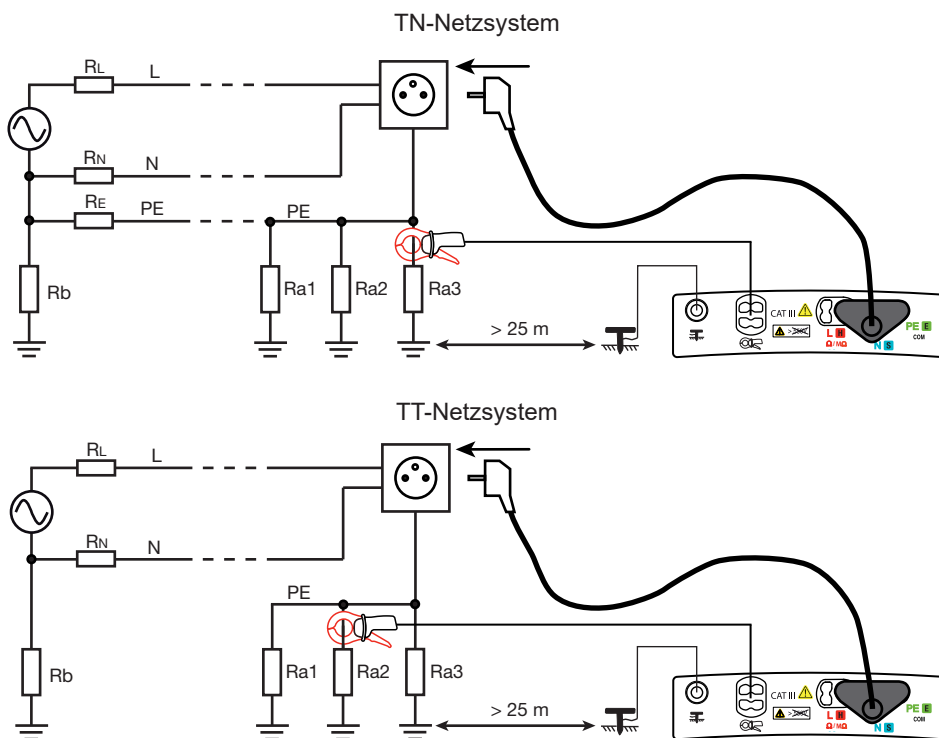 TN-Netzsystem
RL L
RN N
RE PE
PE
Rb
Ra1 Ra2 Ra3
> 25 m
CAT III
L H
Ω/MΩ
N S
PE E
COM
TT-Netzsystem
RL L
RN N
PE
Rb
Ra1 Ra2 Ra3
> 25 m
CAT III
L H
Ω/MΩ
N S
PE E
COM